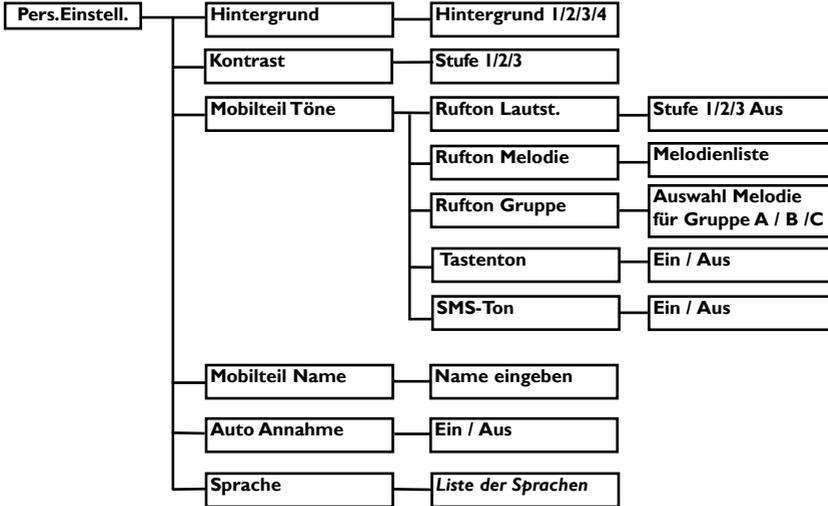 Pers.Einstell.
Hintergrund
Hintergrund 1/2/3/4
Kontrast
Stufe 1/2/3
Mobilteil Töne
Rufton Lautst.
Stufe 1/2/3 Aus
Rufton Melodie
Melodienliste
Rufton Gruppe
Auswahl Melodie
für Gruppe A / B /C
Tastenton
Ein / Aus
SMS-Ton
Ein / Aus
Mobilteil Name
Name eingeben
Auto Annahme
Ein / Aus
Sprache
Liste der Sprachen